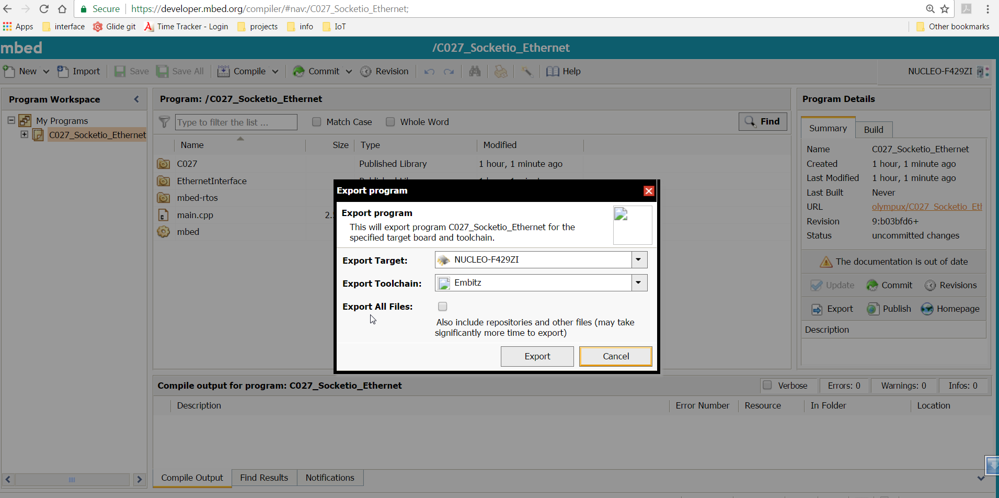 Secure https://developer.mbed.org/compiler/#nav:/C027_Socketio_Ethernet;
Apps interface Glide git Time Tracker - Login projects info IoT Other bookmarks
mbed /C027_Socketio_Ethernet
New Import Save Save All Compile Commit Revision Help NUCLEO-F429ZI
Program Workspace
My Programs
C027_Socketio_Ethernet
Program: /C027_Socketio_Ethernet
Type to filter the list ... Match Case Whole Word Find
Name Size Type Modified
C027 Published Library 1 hour, 1 minute ago
EthernetInterface
mbed-rtos
main.cpp
mbed
Export program
Export program
This will export program C027_Socketio_Ethernet for the
specified target board and toolchain.
Export Target: NUCLEO-F429ZI
Export Toolchain: Embitz
Export All Files:
Also include repositories and other files (may take
significantly more time to export)
Export Cancel
Program Details
Summary Build
Name C027_Socketio_Ethernet
Created 1 hour, 1 minute ago
Last Modified 1 hour, 1 minute ago
Last Built Never
URL olympux/C027_Socketio_Et
Revision 9:b03bfd6+
Status uncommitted changes
The documentation is out of date
Update Commit Revisions
Export Publish Homepage
Description
Compile output for program: C027_Socketio_Ethernet
Verbose Errors: 0 Warnings: 0 Infos: 0
Description Error Number Resource In Folder Location
Compile Output Find Results Notifications